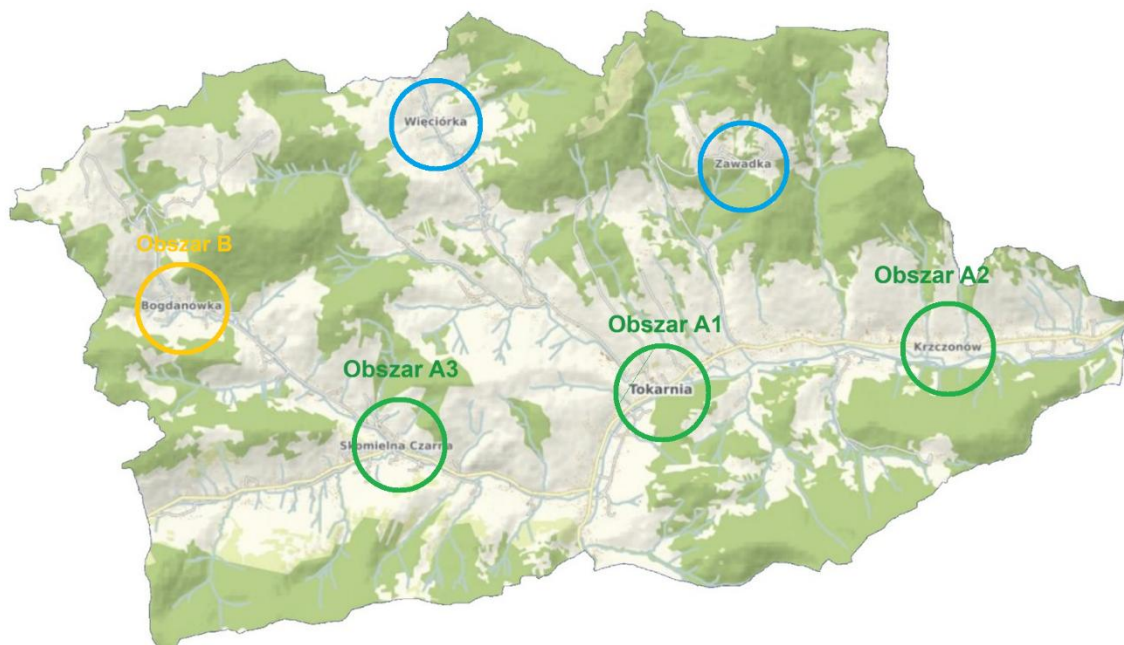 Więciórka
Zawadka
Obszar B
Bogdanówka
Obszar A2
Krzczonów
Obszar A1
Tokarnia
Obszar A3
Skomielna Czarna